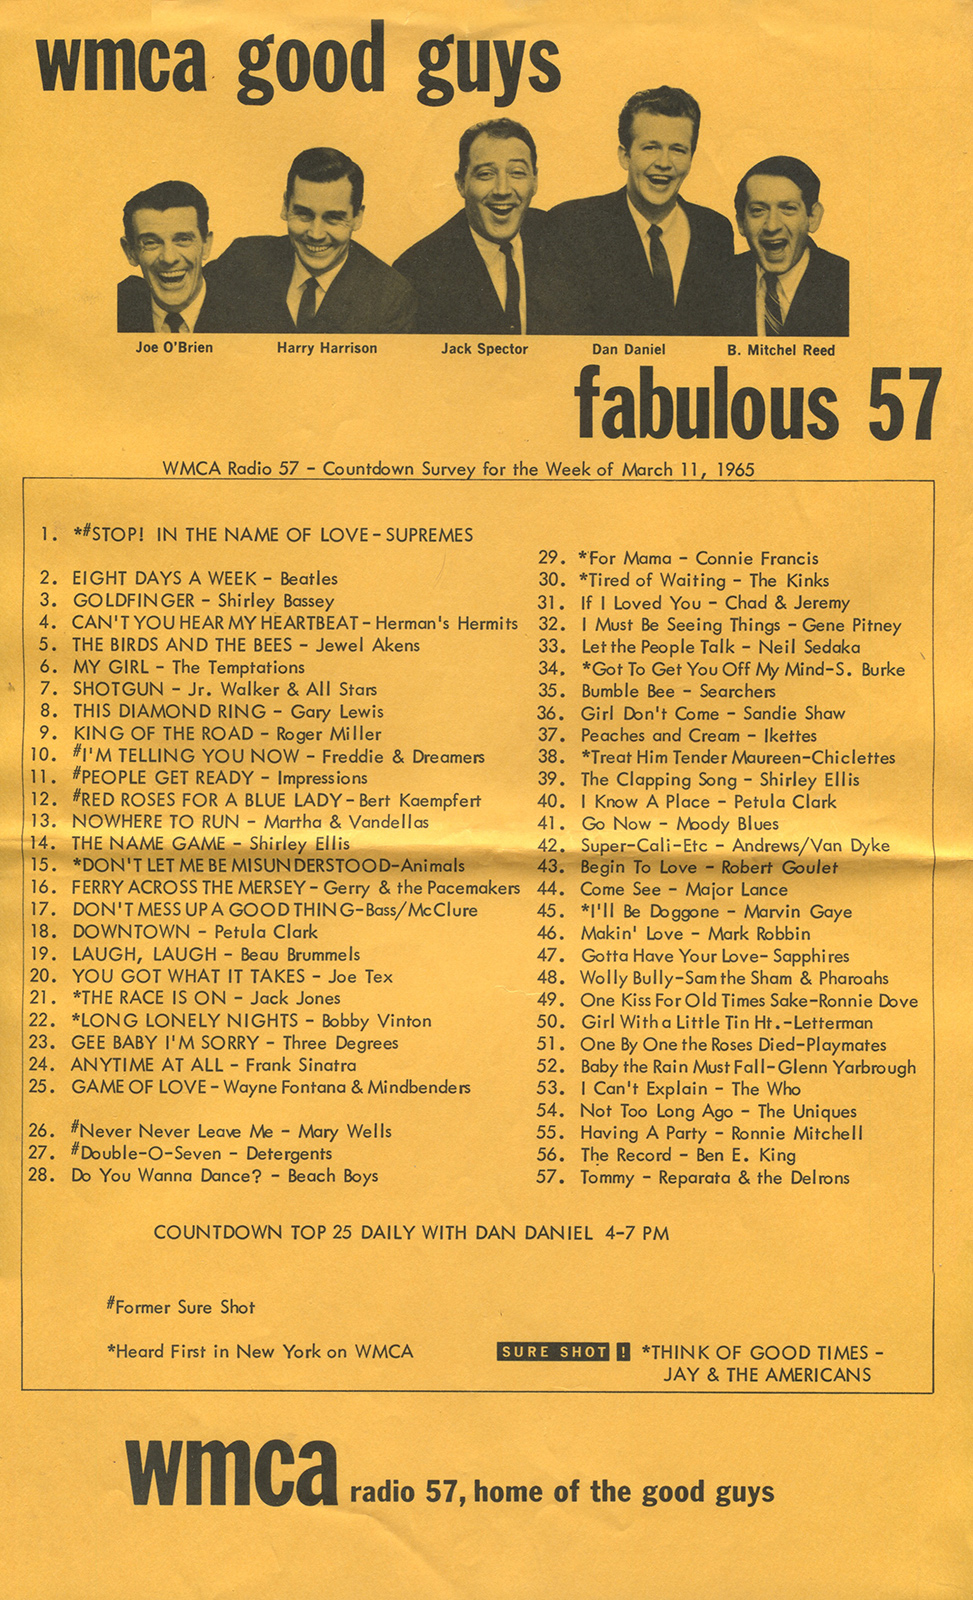 wmca good guys
Joe O'Brien
Harry Harrison
Jack Spector
Dan Daniel
B. Mitchel Reed
fabulous 57
WMCA Radio 57 - Countdown Survey for the Week of March 11, 1965
1. *#STOP! IN THE NAME OF LOVE - SUPREMES
2. EIGHT DAYS A WEEK - Beatles
3. GOLDFINGER - Shirley Bassey
4. CAN'T YOU HEAR MY HEARTBEAT - Herman's Hermits
5. THE BIRDS AND THE BEES - Jewel Akens
6. MY GIRL - The Temptations
7. SHOTGUN - Jr. Walker & All Stars
8. THIS DIAMOND RING - Gary Lewis
9. KING OF THE ROAD - Roger Miller
10. #I'M TELLING YOU NOW - Freddie & Dreamers
11. #PEOPLE GET READY - Impressions
12. #RED ROSES FOR A BLUE LADY - Bert Kaempfert
13. NOWHERE TO RUN - Martha & Vandellas
14. THE NAME GAME - Shirley Ellis
15. *DON'T LET ME BE MISUNDERSTOOD-Animals
16. FERRY ACROSS THE MERSEY - Gerry & the Pacemakers
17. DON'T MESS UP A GOOD THING-Bass/McClure
18. DOWNTOWN - Petula Clark
19. LAUGH, LAUGH - Beau Brummels
20. YOU GOT WHAT IT TAKES - Joe Tex
21. *THE RACE IS ON - Jack Jones
22. *LONG LONELY NIGHTS - Bobby Vinton
23. GEE BABY I'M SORRY - Three Degrees
24. ANYTIME AT ALL - Frank Sinatra
25. GAME OF LOVE - Wayne Fontana & Mindbenders
26. #Never Never Leave Me - Mary Wells
27. #Double-O-Seven - Detergents
28. Do You Wanna Dance? - Beach Boys
29. *For Mama - Connie Francis
30. *Tired of Waiting - The Kinks
31. If I Loved You - Chad & Jeremy
32. I Must Be Seeing Things - Gene Pitney
33. Let the People Talk - Neil Sedaka
34. *Got To Get You Off My Mind-S. Burke
35. Bumble Bee - Searchers
36. Girl Don't Come - Sandie Shaw
37. Peaches and Cream - Ikettes
38. *Treat Him Tender Maureen-Chiclettes
39. The Clapping Song - Shirley Ellis
40. I Know A Place - Petula Clark
41. Go Now - Moody Blues
42. Super-Cali-Etc - Andrews/Van Dyke
43. Begin To Love - Robert Goulet
44. Come See - Major Lance
45. *I'll Be Doggone - Marvin Gaye
46. Makin' Love - Mark Robbin
47. Gotta Have Your Love- Sapphires
48. Wolly Bully-Sam the Sham & Pharoahs
49. One Kiss For Old Times Sake-Ronnie Dove
50. Girl With a Little Tin Ht.-Letterman
51. One By One the Roses Died-Playmates
52. Baby the Rain Must Fall-Glenn Yarbrough
53. I Can't Explain - The Who
54. Not Too Long Ago - The Uniques
55. Having A Party - Ronnie Mitchell
56. The Record - Ben E. King
57. Tommy - Reparata & the Delrons
COUNTDOWN TOP 25 DAILY WITH DAN DANIEL 4-7 PM
#Former Sure Shot
*Heard First in New York on WMCA
SURE SHOT ! *THINK OF GOOD TIMES -
JAY & THE AMERICANS
wmca radio 57, home of the good guys